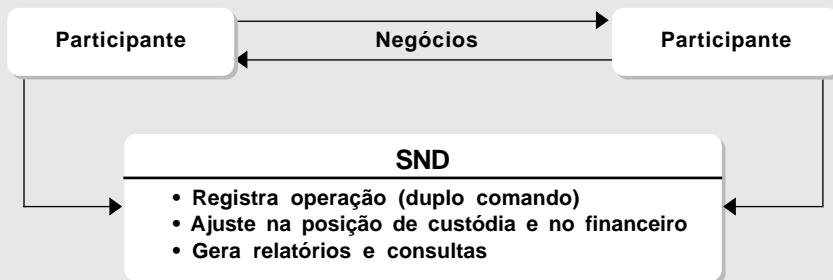 Participante
Negócios
Participante
SND
• Registra operação (duplo comando)
• Ajuste na posição de custódia e no financeiro
• Gera relatórios e consultas